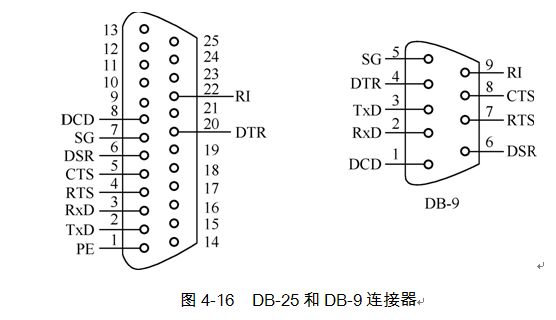 13
12
11
10
9
DCD 8
SG 7
DSR 6
CTS 5
RTS 4
RxD 3
TxD 2
PE 1
25
24
23
22 RI
21
20 DTR
19
18
17
16
15
14
SG 5
DTR 4
TxD 3
RxD 2
DCD 1
9 RI
8 CTS
7 RTS
6 DSR
DB-9
图 4-16 DB-25 和 DB-9 连接器